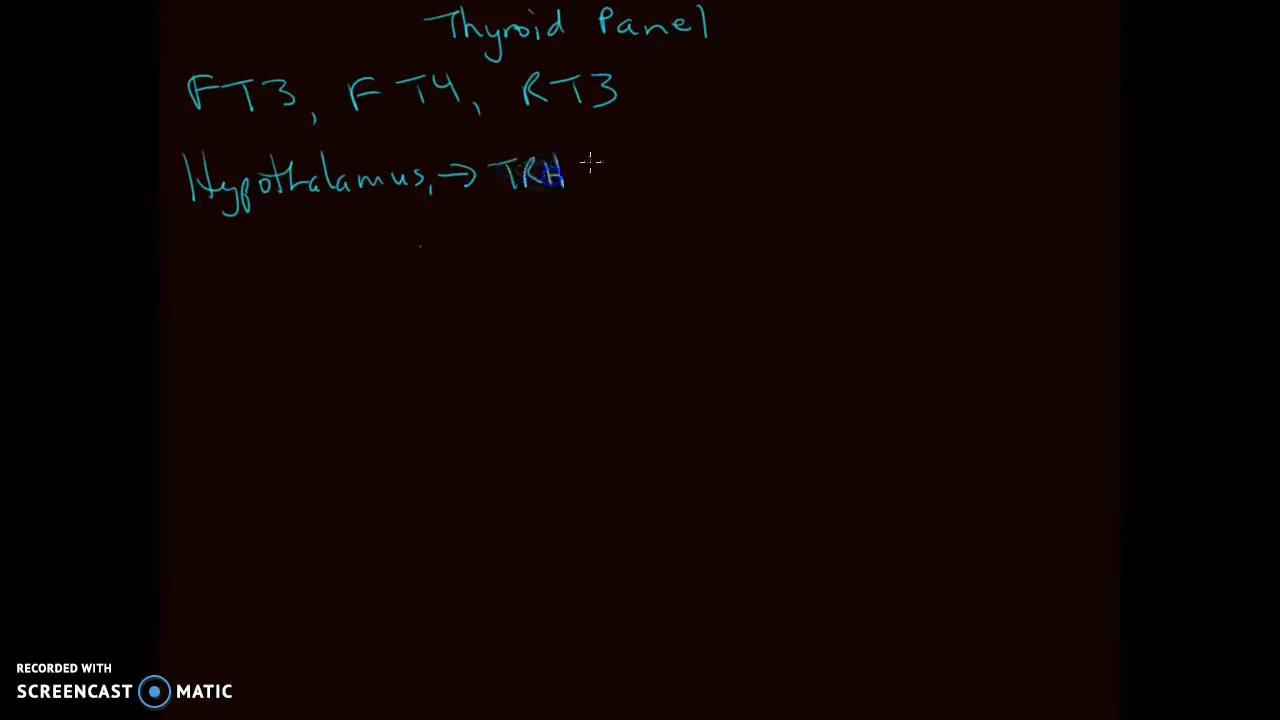 Thyroid Panel
FT3, FT4, RT3
Hypothalamus, → TRH
RECORDED WITH
SCREENCAST MATIC